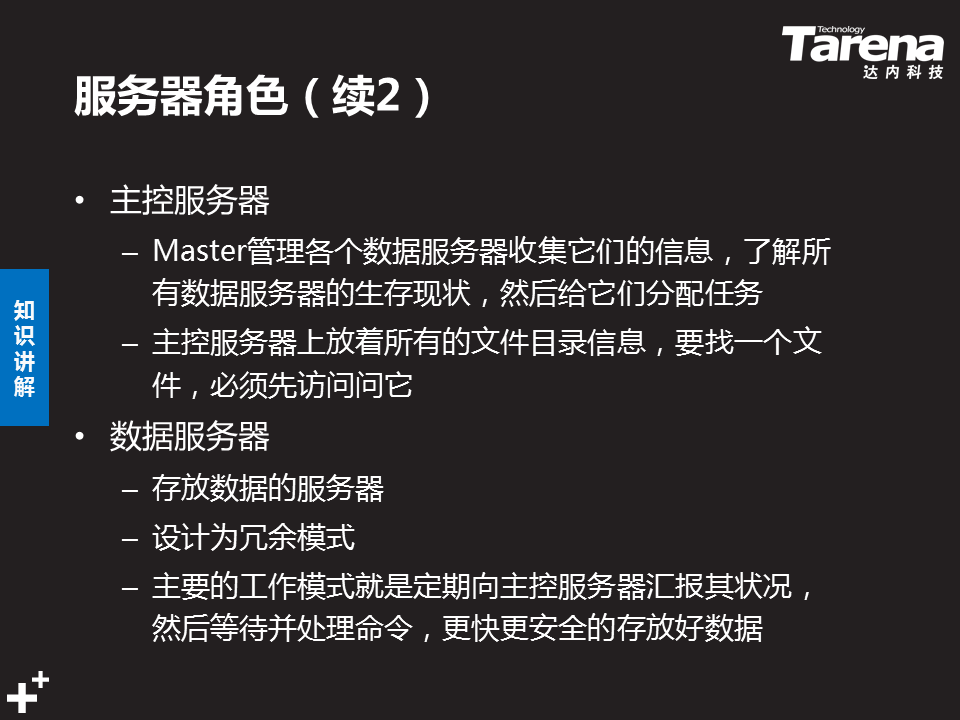 Technology
Tarena
达内科技
服务器角色（续2）
• 主控服务器
– Master管理各个数据服务器收集它们的信息，了解所
有数据服务器的生存现状，然后给它们分配任务
– 主控服务器上放着所有的文件目录信息，要找一个文
件，必须先访问问它
• 数据服务器
– 存放数据的服务器
– 设计为冗余模式
– 主要的工作模式就是定期向主控服务器汇报其状况，
然后等待并处理命令，更快更安全的存放好数据
知
识
讲
解